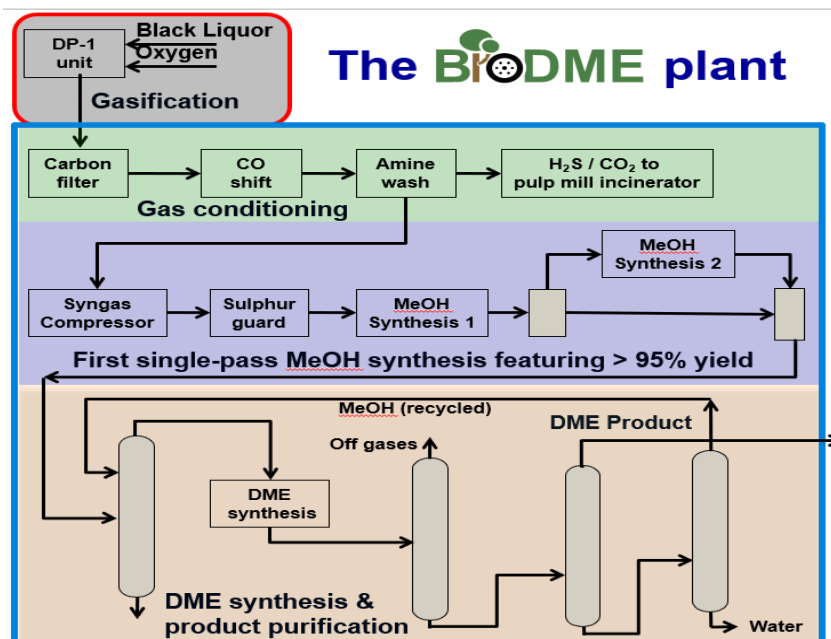 The BioDME plant
Black Liquor
Oxygen
DP-1
unit
Gasification
Carbon
filter
CO
shift
Amine
wash
H₂S / CO₂ to
pulp mill incinerator
Gas conditioning
MeOH
Synthesis 2
Syngas
Compressor
Sulphur
guard
MeOH
Synthesis 1
First single-pass MeOH synthesis featuring > 95% yield
MeOH (recycled)
DME Product
Off gases
DME
synthesis
DME synthesis &
product purification
Water